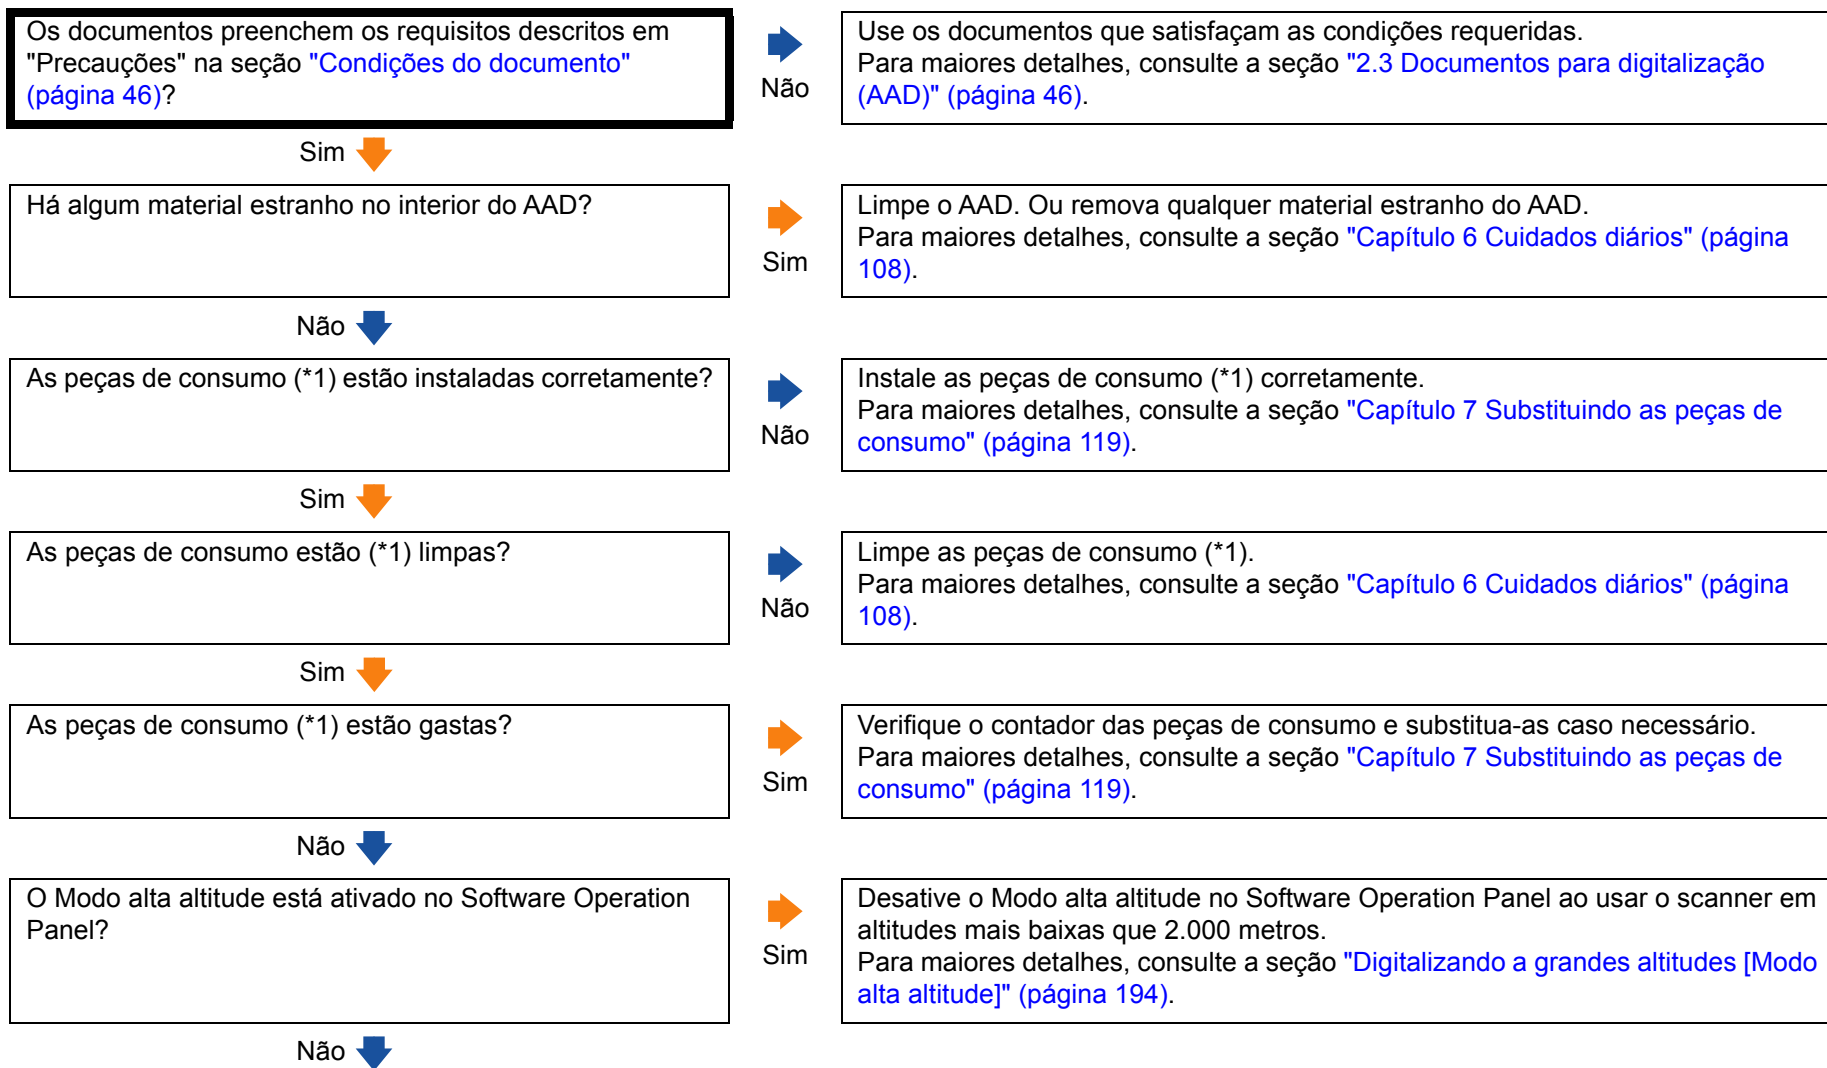 Os documentos preenchem os requisitos descritos em
"Precauções" na seção "Condições do documento"
(página 46)?
Não
Use os documentos que satisfaçam as condições requeridas.
Para maiores detalhes, consulte a seção "2.3 Documentos para digitalização
(AAD)" (página 46).
Sim
Há algum material estranho no interior do AAD?
Sim
Limpe o AAD. Ou remova qualquer material estranho do AAD.
Para maiores detalhes, consulte a seção "Capítulo 6 Cuidados diários" (página
108).
Não
As peças de consumo (*1) estão instaladas corretamente?
Não
Instale as peças de consumo (*1) corretamente.
Para maiores detalhes, consulte a seção "Capítulo 7 Substituindo as peças de
consumo" (página 119).
Sim
As peças de consumo estão (*1) limpas?
Não
Limpe as peças de consumo (*1).
Para maiores detalhes, consulte a seção "Capítulo 6 Cuidados diários" (página
108).
Sim
As peças de consumo (*1) estão gastas?
Sim
Verifique o contador das peças de consumo e substitua-as caso necessário.
Para maiores detalhes, consulte a seção "Capítulo 7 Substituindo as peças de
consumo" (página 119).
Não
O Modo alta altitude está ativado no Software Operation
Panel?
Sim
Desative o Modo alta altitude no Software Operation Panel ao usar o scanner em
altitudes mais baixas que 2.000 metros.
Para maiores detalhes, consulte a seção "Digitalizando a grandes altitudes [Modo
alta altitude]" (página 194).
Não